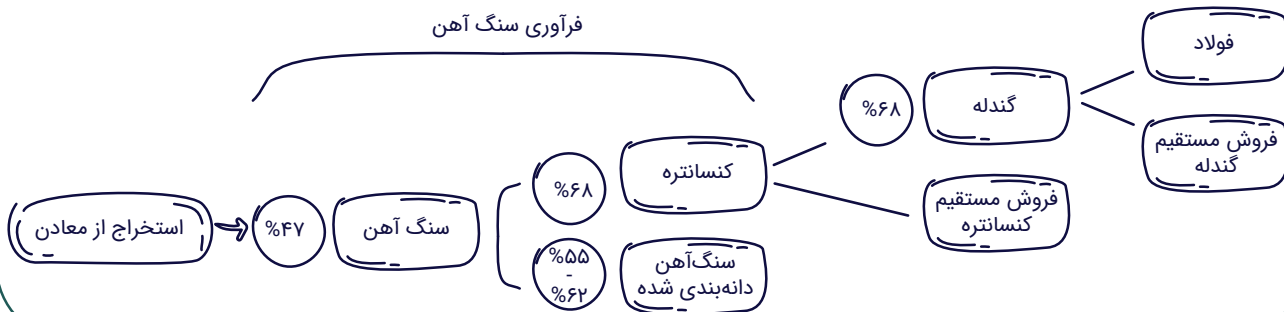 فرآوری سنگ آهن
استخراج از معادن
%۴۷
سنگ آهن
%۶۸
کنسانتره
%۵۵
-
%۶۲
سنگ‌آهن
دانه‌بندی شده
%۶۸
گندله
فروش مستقیم
کنسانتره
فولاد
فروش مستقیم
گندله